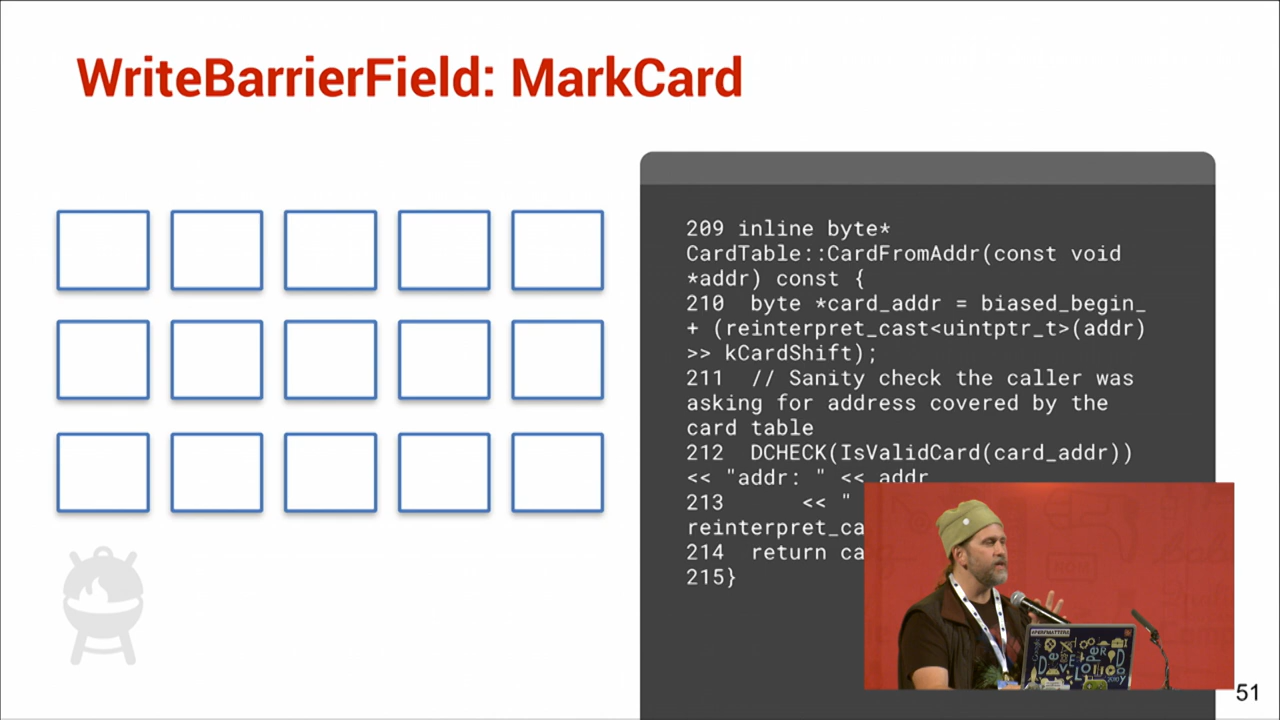 WriteBarrierField: MarkCard
209 inline byte*
CardTable::CardFromAddr(const void
*addr) const {
210  byte *card_addr = biased_begin_
+ (reinterpret_cast<uintptr_t>(addr)
>> kCardShift);
211  // Sanity check the caller was
asking for address covered by the
card table
212  DCHECK(IsValidCard(card_addr))
<< "addr: " << addr
213      << "
reinterpret_ca
214  return ca
215}
51